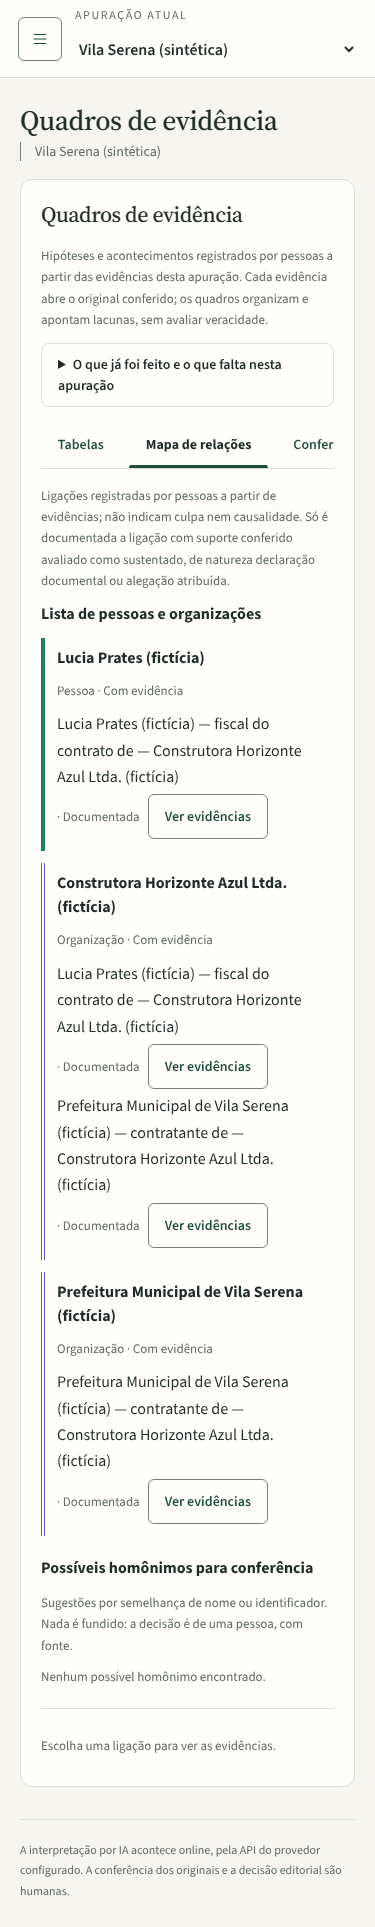 APURAÇÃO ATUAL
Vila Serena (sintética)
Quadros de evidência
Vila Serena (sintética)
Quadros de evidência
Hipóteses e acontecimentos registrados por pessoas a
partir das evidências desta apuração. Cada evidência
abre o original conferido; os quadros organizam e
apontam lacunas, sem avaliar veracidade.
O que já foi feito e o que falta nesta
apuração
Tabelas Mapa de relações Confer
Ligações registradas por pessoas a partir de
evidências; não indicam culpa nem causalidade. Só é
documentada a ligação com suporte conferido
avaliado como sustentado, de natureza declaração
documental ou alegação atribuída.
Lista de pessoas e organizações
Lucia Prates (fictícia)
Pessoa · Com evidência
Lucia Prates (fictícia) — fiscal do
contrato de — Construtora Horizonte
Azul Ltda. (fictícia)
· Documentada Ver evidências
Construtora Horizonte Azul Ltda.
(fictícia)
Organização · Com evidência
Lucia Prates (fictícia) — fiscal do
contrato de — Construtora Horizonte
Azul Ltda. (fictícia)
· Documentada Ver evidências
Prefeitura Municipal de Vila Serena
(fictícia) — contratante de —
Construtora Horizonte Azul Ltda.
(fictícia)
· Documentada Ver evidências
Prefeitura Municipal de Vila Serena
(fictícia)
Organização · Com evidência
Prefeitura Municipal de Vila Serena
(fictícia) — contratante de —
Construtora Horizonte Azul Ltda.
(fictícia)
· Documentada Ver evidências
Possíveis homônimos para conferência
Sugestões por semelhança de nome ou identificador.
Nada é fundido: a decisão é de uma pessoa, com
fonte.
Nenhum possível homônimo encontrado.
Escolha uma ligação para ver as evidências.
A interpretação por IA acontece online, pela API do provedor
configurado. A conferência dos originais e a decisão editorial são
humanas.